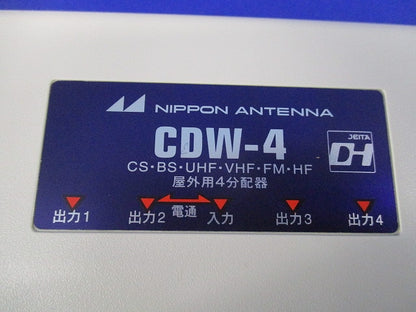 NIPPON ANTENNA
CDW-4
JEITA
DH
CS・BS・UHF・VHF・FM・HF
屋外用4分配器
出力1 出力2 電通 入力 出力3 出力4